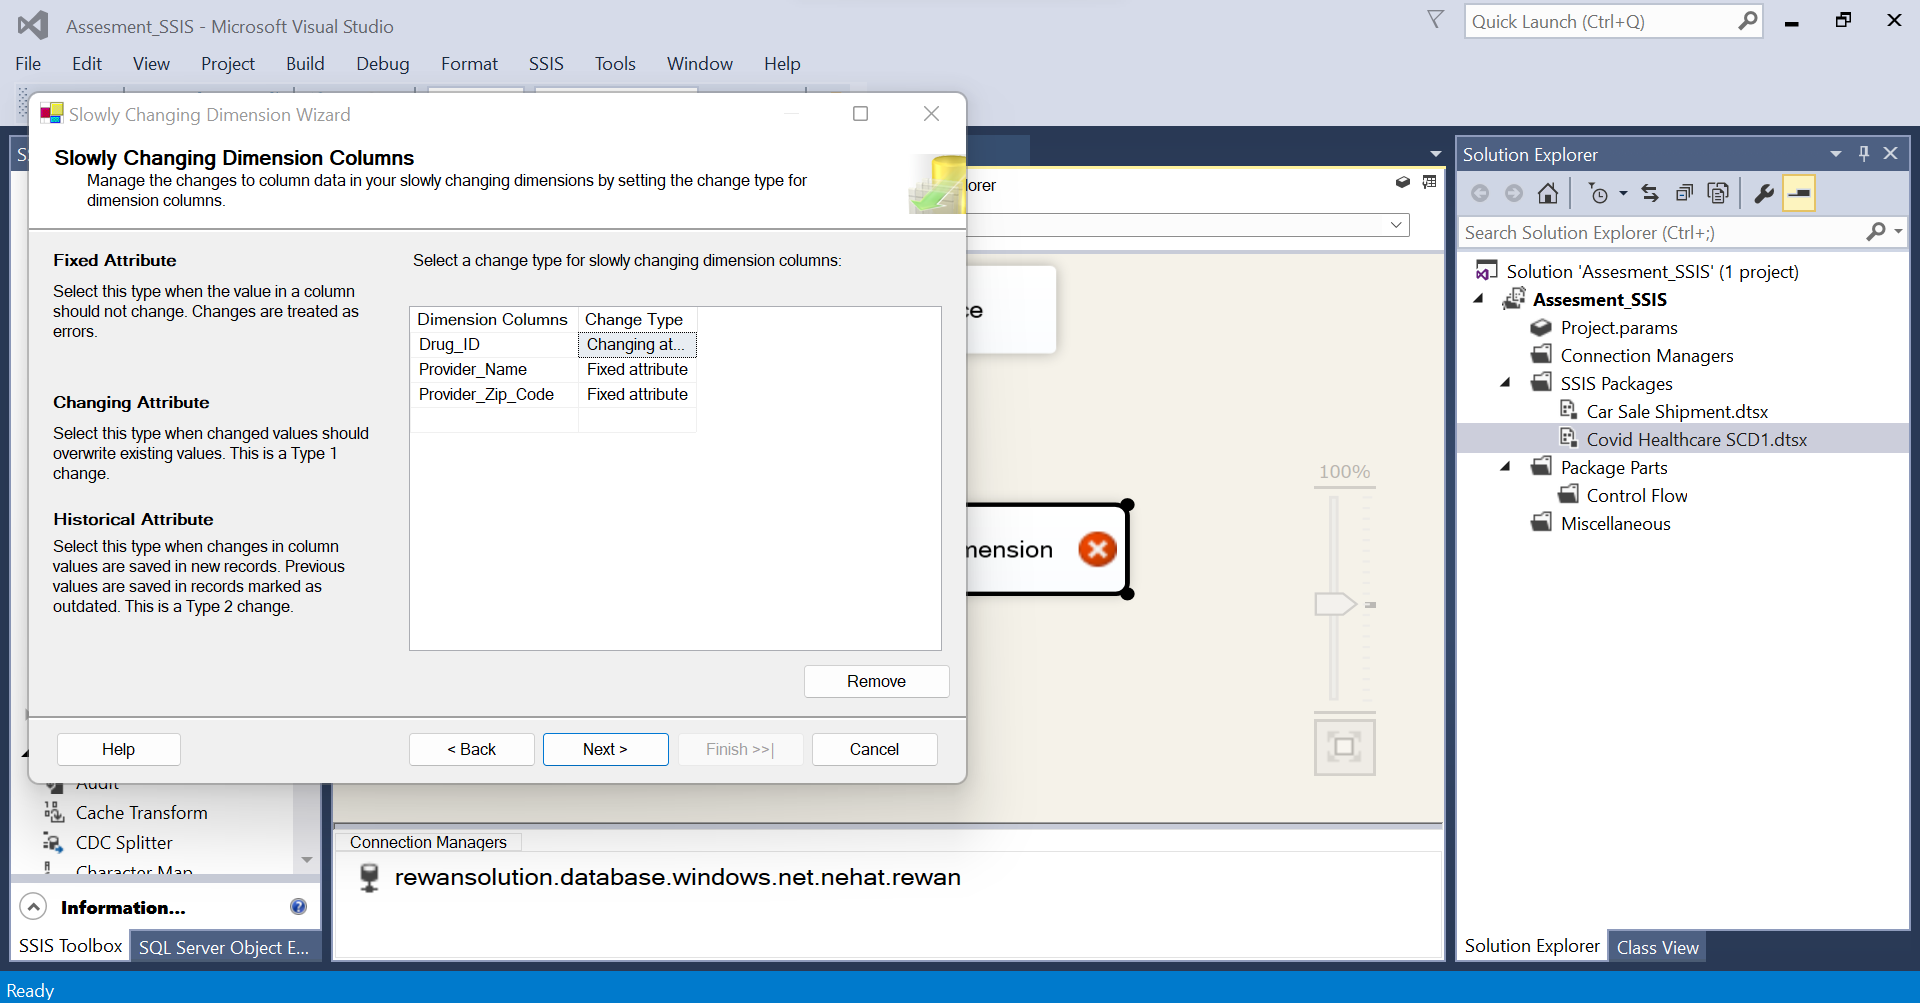 Assesment_SSIS - Microsoft Visual Studio
Quick Launch (Ctrl+Q)
File Edit View Project Build Debug Format SSIS Tools Window Help
Slowly Changing Dimension Wizard
Slowly Changing Dimension Columns
Manage the changes to column data in your slowly changing dimensions by setting the change type for
dimension columns.
Fixed Attribute
Select this type when the value in a column
should not change. Changes are treated as
errors.
Changing Attribute
Select this type when changed values should
overwrite existing values. This is a Type 1
change.
Historical Attribute
Select this type when changes in column
values are saved in new records. Previous
values are saved in records marked as
outdated. This is a Type 2 change.
Select a change type for slowly changing dimension columns:
Dimension Columns Change Type
Drug_ID Changing at...
Provider_Name Fixed attribute
Provider_Zip_Code Fixed attribute
Remove
Help < Back Next > Finish >>| Cancel
lorer
ce
mension
100%
Audit
Cache Transform
CDC Splitter
Character Map
Information...
SSIS Toolbox SQL Server Object E...
Connection Managers
rewansolution.database.windows.net.nehat.rewan
Solution Explorer
Search Solution Explorer (Ctrl+;)
Solution 'Assesment_SSIS' (1 project)
Assesment_SSIS
Project.params
Connection Managers
SSIS Packages
Car Sale Shipment.dtsx
Covid Healthcare SCD1.dtsx
Package Parts
Control Flow
Miscellaneous
Solution Explorer Class View
Ready